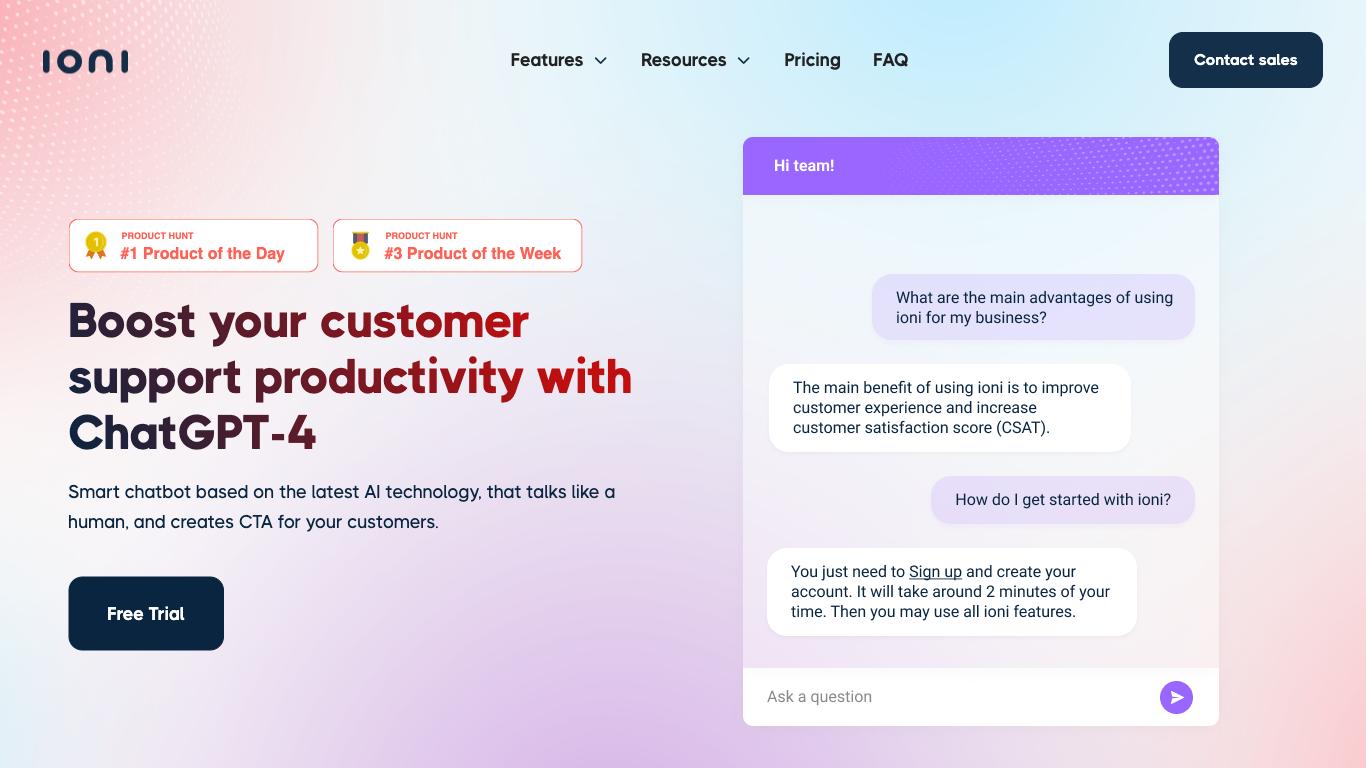 ioni
Features
Resources
Pricing
FAQ
Contact sales
PRODUCT HUNT
#1 Product of the Day
PRODUCT HUNT
#3 Product of the Week
Boost your customer
support productivity with
ChatGPT-4
Smart chatbot based on the latest AI technology, that talks like a
human, and creates CTA for your customers.
Free Trial
Hi team!
What are the main advantages of using
ioni for my business?
The main benefit of using ioni is to improve
customer experience and increase
customer satisfaction score (CSAT).
How do I get started with ioni?
You just need to Sign up and create your
account. It will take around 2 minutes of your
time. Then you may use all ioni features.
Ask a question